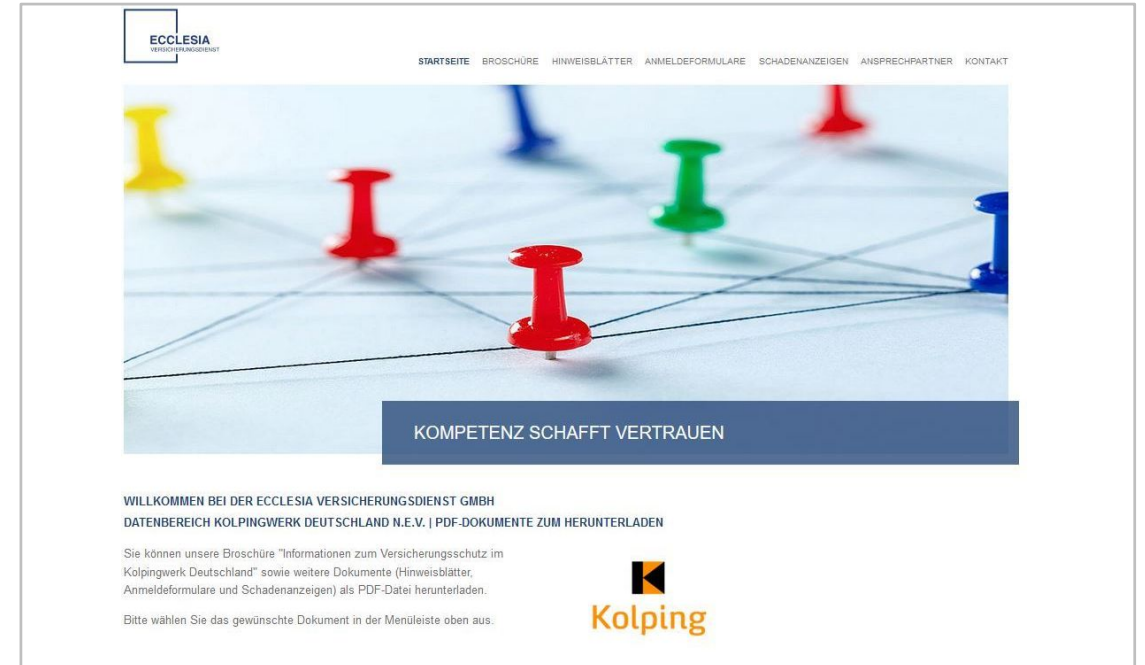 ECCLESIA
VERSICHERUNGSDIENST
STARTSEITE BROSCHÜRE HINWEISBLÄTTER ANMELDEFORMULARE SCHADENANZEIGEN ANSPRECHPARTNER KONTAKT
KOMPETENZ SCHAFFT VERTRAUEN
WILLKOMMEN BEI DER ECCLESIA VERSICHERUNGSDIENST GMBH
DATENBEREICH KOLPINGWERK DEUTSCHLAND N.E.V. | PDF-DOKUMENTE ZUM HERUNTERLADEN
Sie können unsere Broschüre "Informationen zum Versicherungsschutz im
Kolpingwerk Deutschland" sowie weitere Dokumente (Hinweisblätter,
Anmeldeformulare und Schadenanzeigen) als PDF-Datei herunterladen.
Bitte wählen Sie das gewünschte Dokument in der Menüleiste oben aus.
Kolping